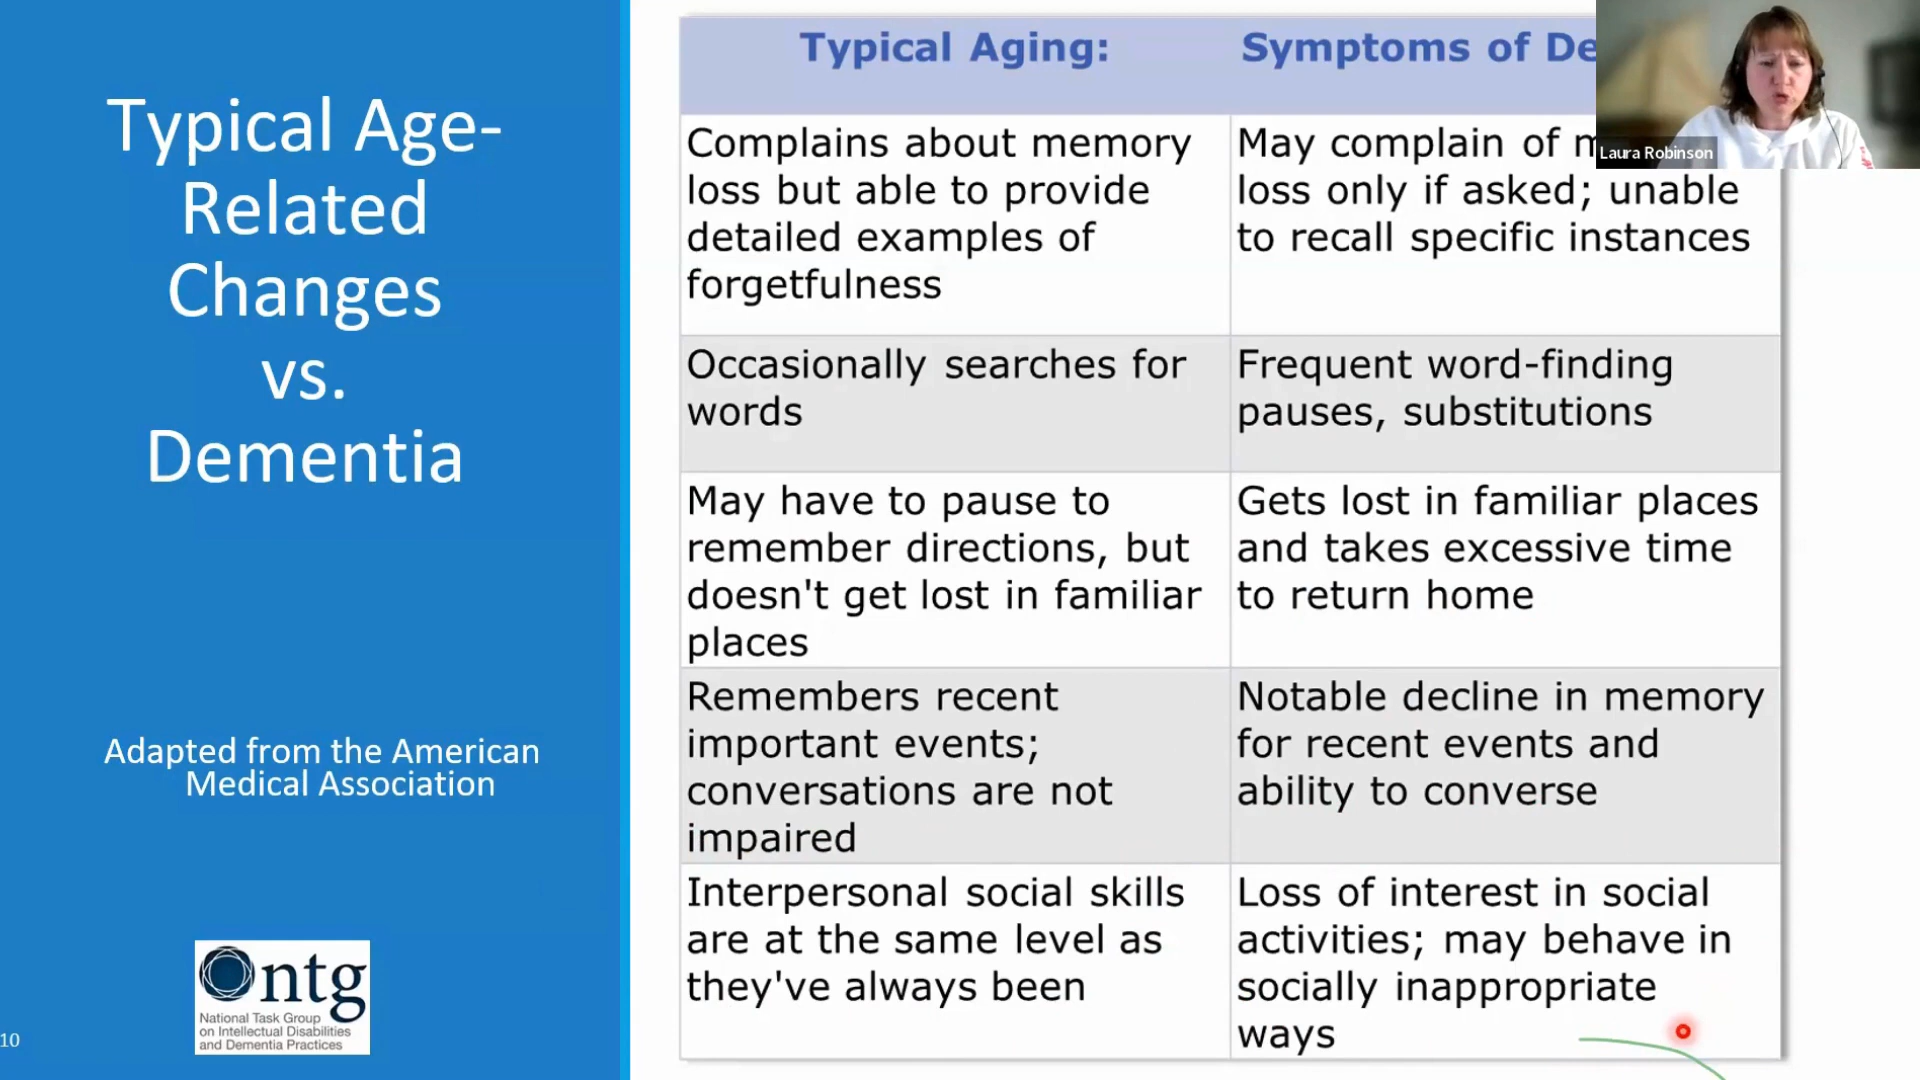 Typical Age-
Related
Changes
vs.
Dementia
Adapted from the American
Medical Association
ntg
National Task Group
on Intellectual Disabilities
and Dementia Practices
10
Typical Aging:
Symptoms of De
Complains about memory
loss but able to provide
detailed examples of
forgetfulness
May complain of m
loss only if asked; unable
to recall specific instances
Occasionally searches for
words
Frequent word-finding
pauses, substitutions
May have to pause to
remember directions, but
doesn't get lost in familiar
places
Gets lost in familiar places
and takes excessive time
to return home
Remembers recent
important events;
conversations are not
impaired
Notable decline in memory
for recent events and
ability to converse
Interpersonal social skills
are at the same level as
they've always been
Loss of interest in social
activities; may behave in
socially inappropriate
ways
Laura Robinson